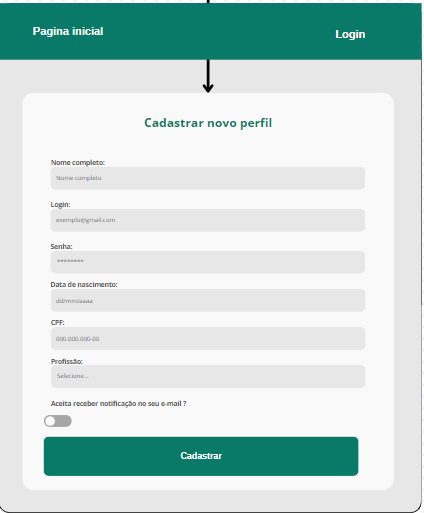 Pagina inicial
Login
Cadastrar novo perfil
Nome completo:
Nome completo
Login:
exemplo@gmail.com
Senha:
********
Data de nascimento:
dd/mm/aaaa
CPF:
000.000.000-00
Profissão:
Selecione...
Aceita receber notificação no seu e-mail ?
Cadastrar